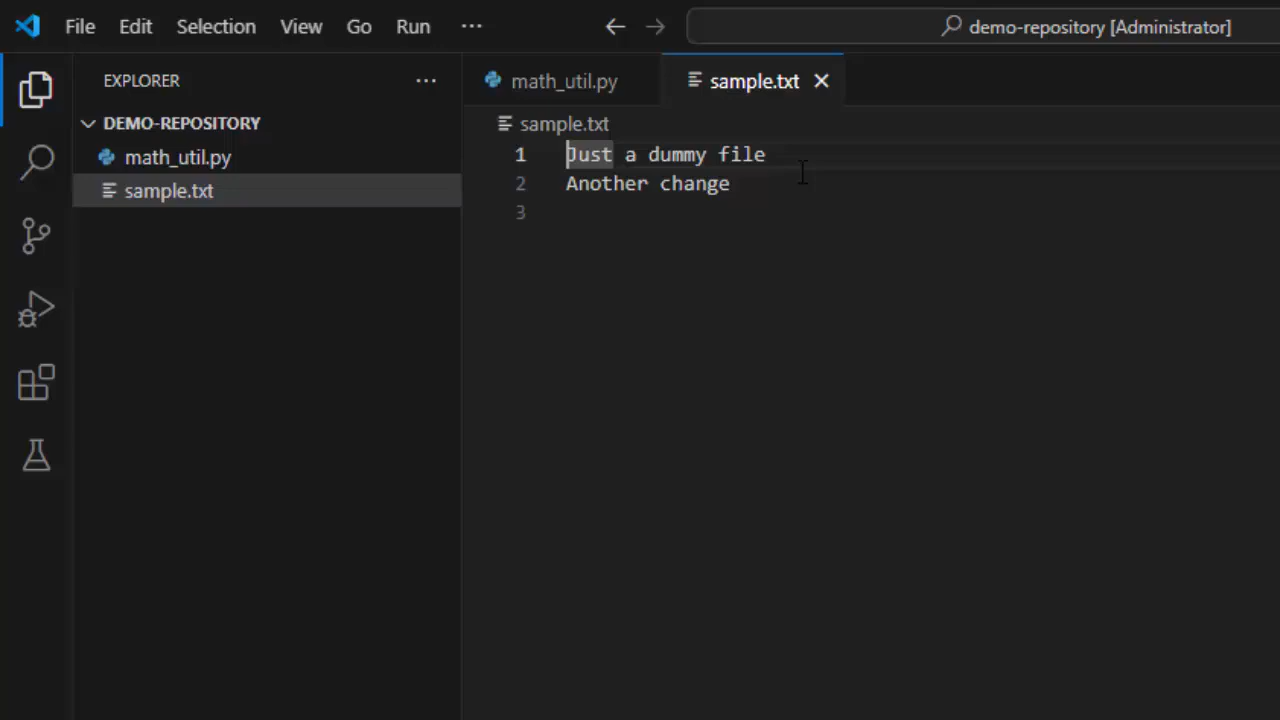 File Edit Selection View Go Run ···
demo-repository [Administrator]
EXPLORER ···
DEMO-REPOSITORY
math_util.py
sample.txt
math_util.py
sample.txt
sample.txt
1 Just a dummy file
2 Another change
3